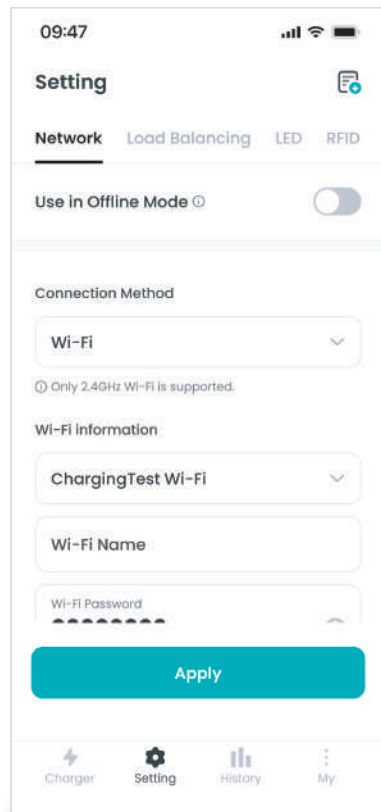 09:47
Setting
Network Load Balancing LED RFID
Use in Offline Mode
Connection Method
Wi-Fi
Only 2.4GHz Wi-Fi is supported.
Wi-Fi information
ChargingTest Wi-Fi
Wi-Fi Name
Wi-Fi Password
Apply
Charger Setting History My